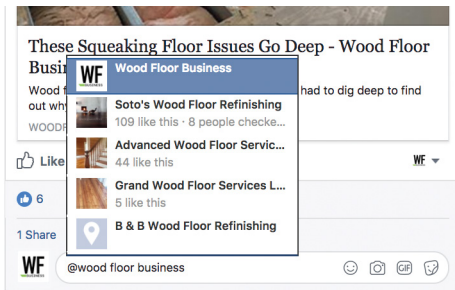 These Squeaking Floor Issues Go Deep - Wood Floor
Busi
Wood f had to dig deep to find
out wh
WOODF
WF
Wood Floor Business
Soto's Wood Floor Refinishing
109 like this · 8 people checke...
Advanced Wood Floor Servic...
44 like this
Grand Wood Floor Services L...
5 like this
B & B Wood Floor Refinishing
Like
WF
6
1 Share
WF
@wood floor business
GIF